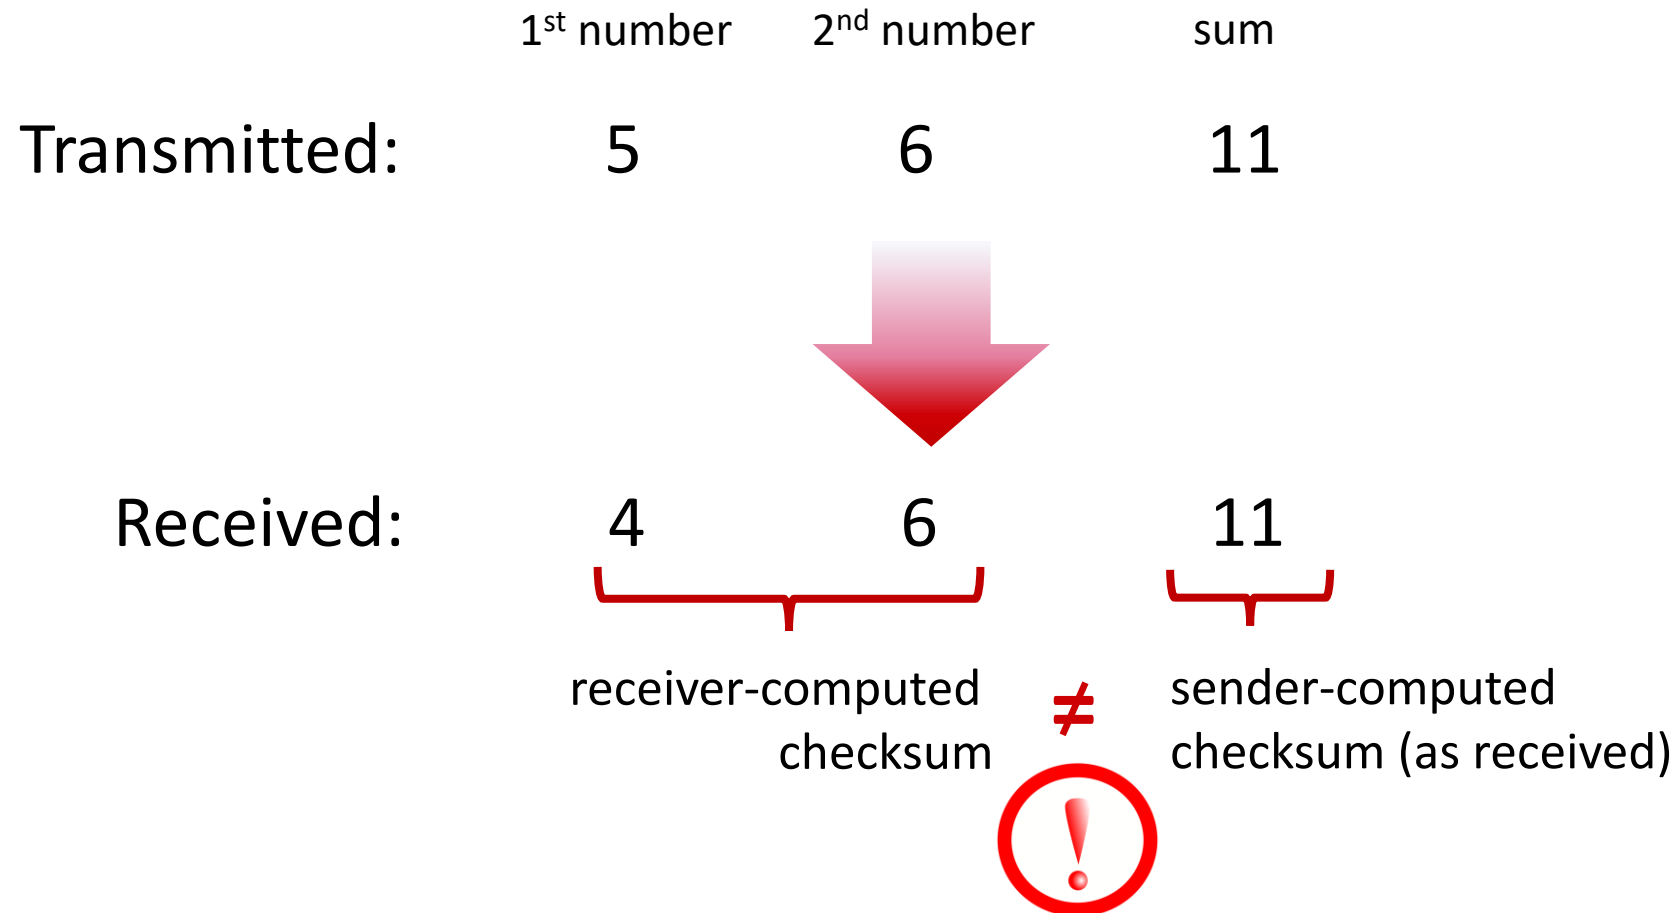 1st number 2nd number sum
Transmitted: 5 6 11
Received: 4 6 11
receiver-computed ≠ sender-computed
checksum checksum (as received)
!